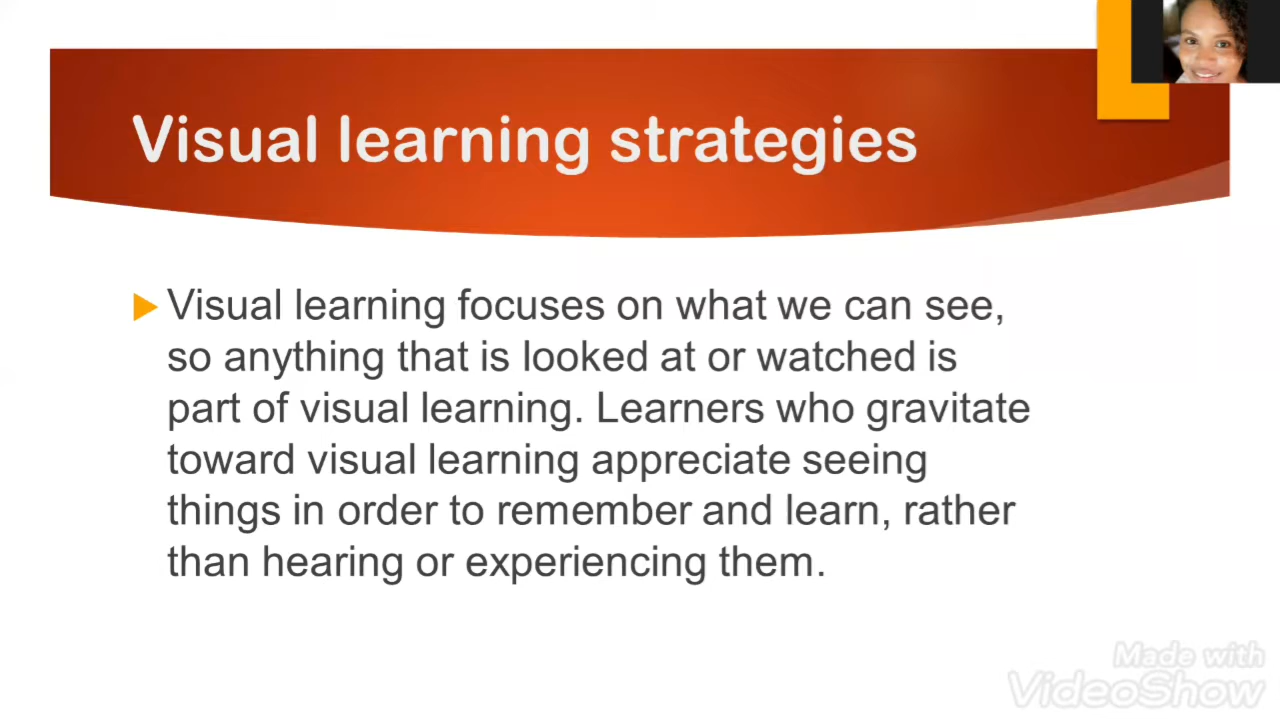 Visual learning strategies
Visual learning focuses on what we can see,
so anything that is looked at or watched is
part of visual learning. Learners who gravitate
toward visual learning appreciate seeing
things in order to remember and learn, rather
than hearing or experiencing them.
Made with
VideoShow